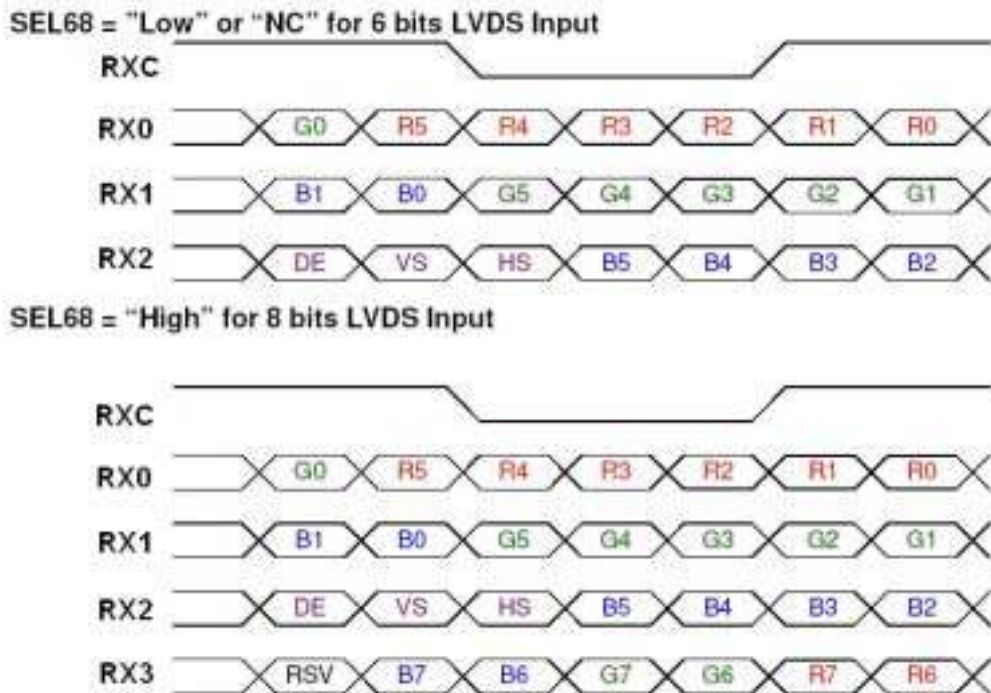 SEL68 = "Low" or "NC" for 6 bits LVDS Input
RXC
RX0 G0 R5 R4 R3 R2 R1 R0
RX1 B1 B0 G5 G4 G3 G2 G1
RX2 DE VS HS B5 B4 B3 B2
SEL68 = "High" for 8 bits LVDS Input
RXC
RX0 G0 R5 R4 R3 R2 R1 R0
RX1 B1 B0 G5 G4 G3 G2 G1
RX2 DE VS HS B5 B4 B3 B2
RX3 RSV B7 B6 G7 G6 R7 R6